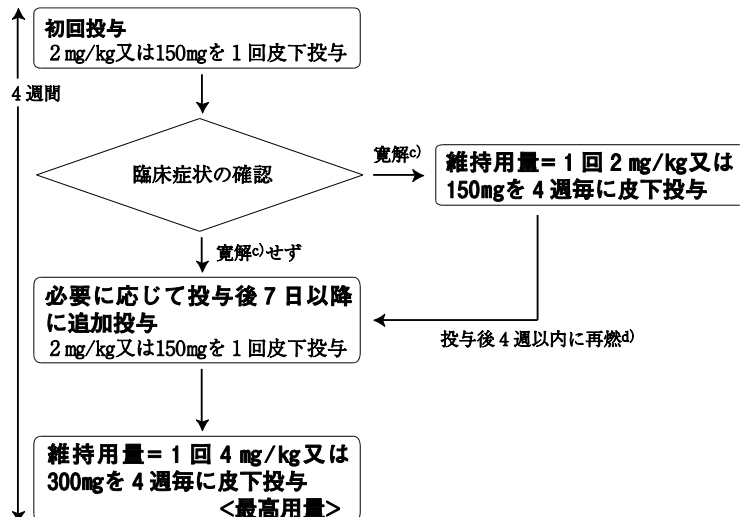 初回投与
2 mg/kg又は150mgを1回皮下投与
4週間
臨床症状の確認
寛解c)
維持用量=1回2 mg/kg又は
150mgを4週毎に皮下投与
寛解c)せず
必要に応じて投与後7日以降
に追加投与
2 mg/kg又は150mgを1回皮下投与
投与後4週以内に再燃d)
維持用量=1回4 mg/kg又は
300mgを4週毎に皮下投与
<最高用量>